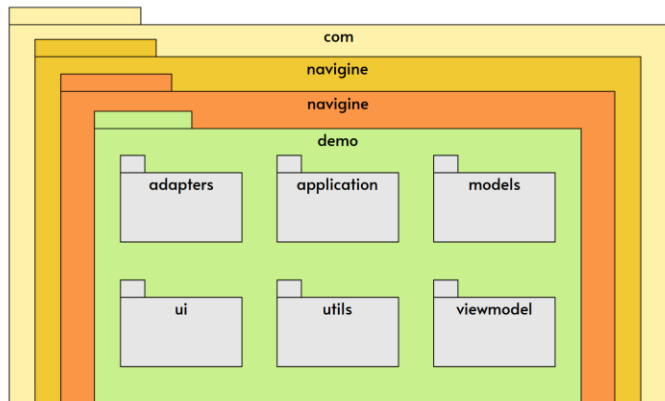 com
navigine
navigine
demo
adapters
application
models
ui
utils
viewmodel